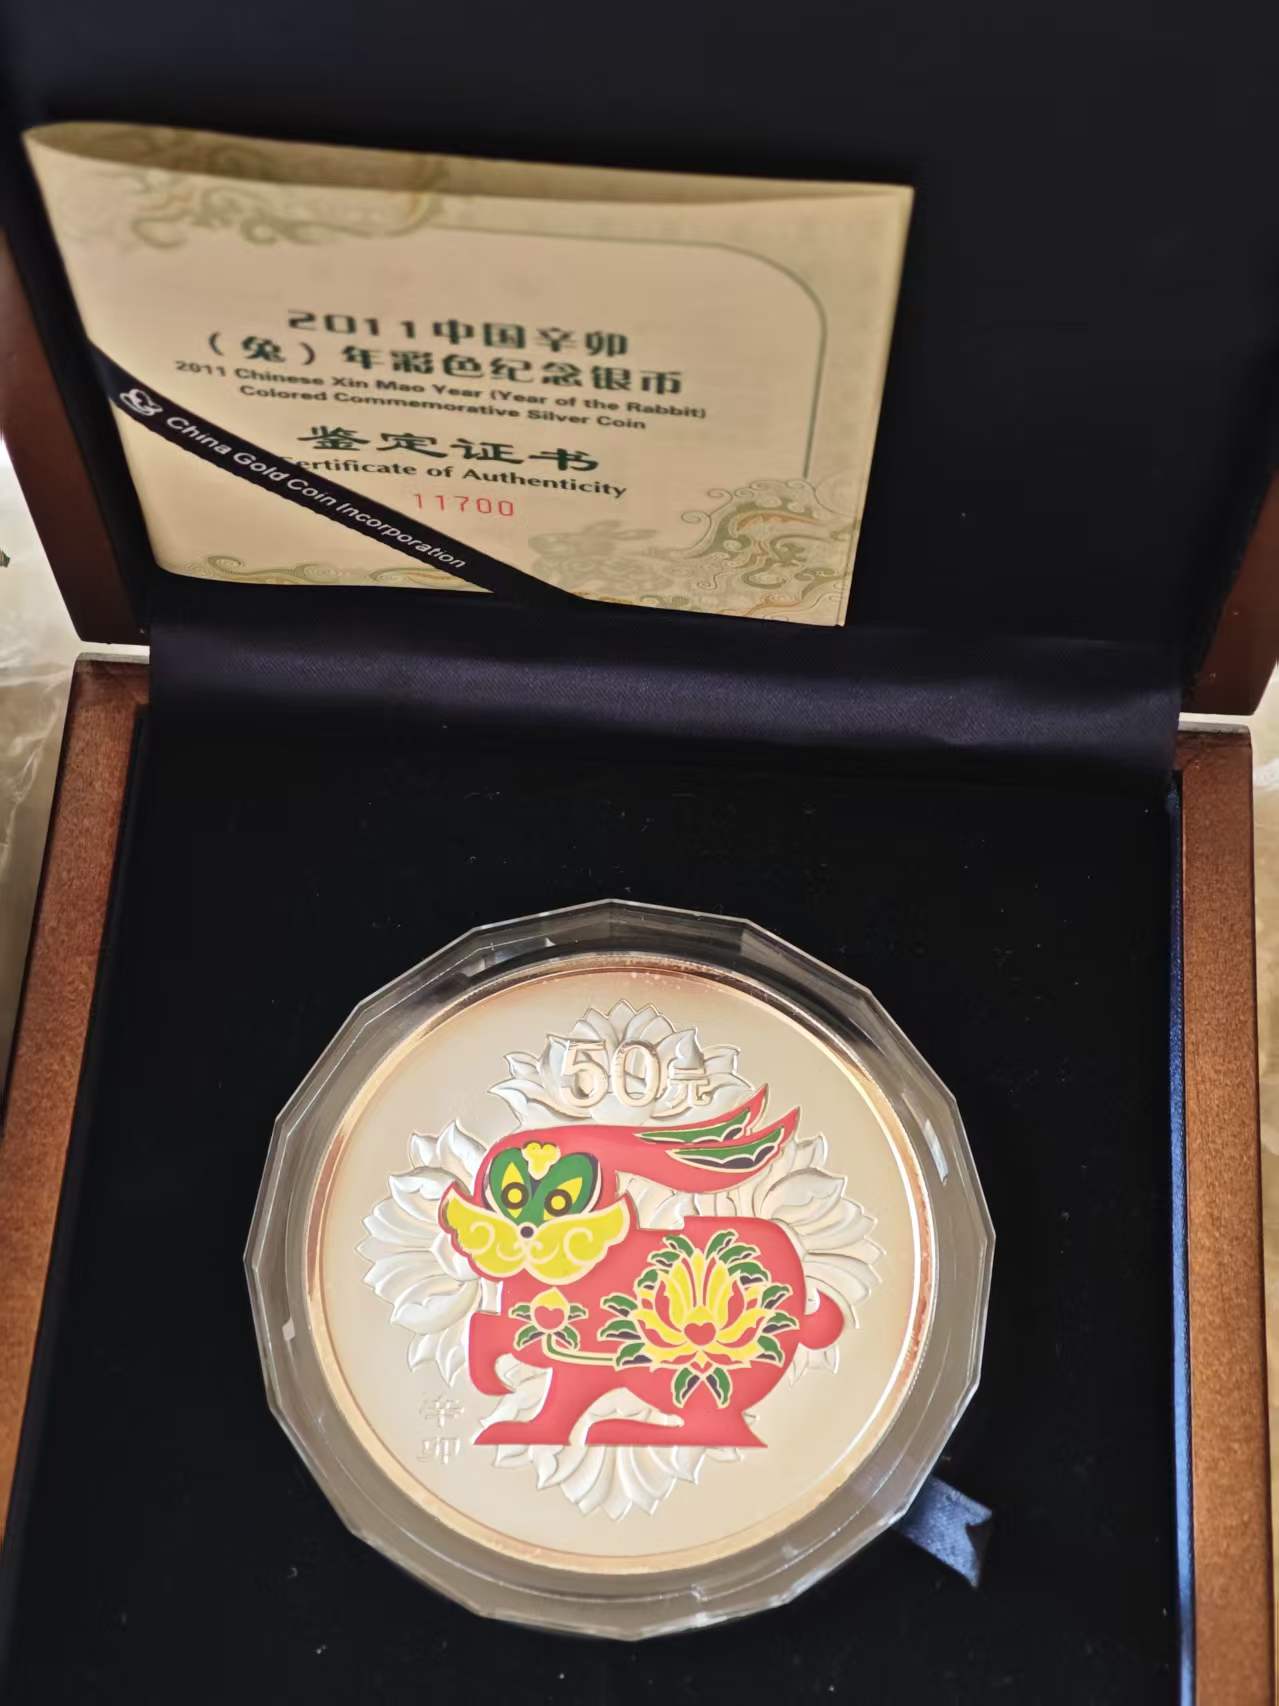 2011中国辛卯
（兔）年彩色纪念银币
2011 Chinese Xin Mao Year (Year of the Rabbit)
Colored Commemorative Silver Coin
鉴定证书
Certificate of Authenticity
11700
China Gold Coin Incorporation
50元
辛卯